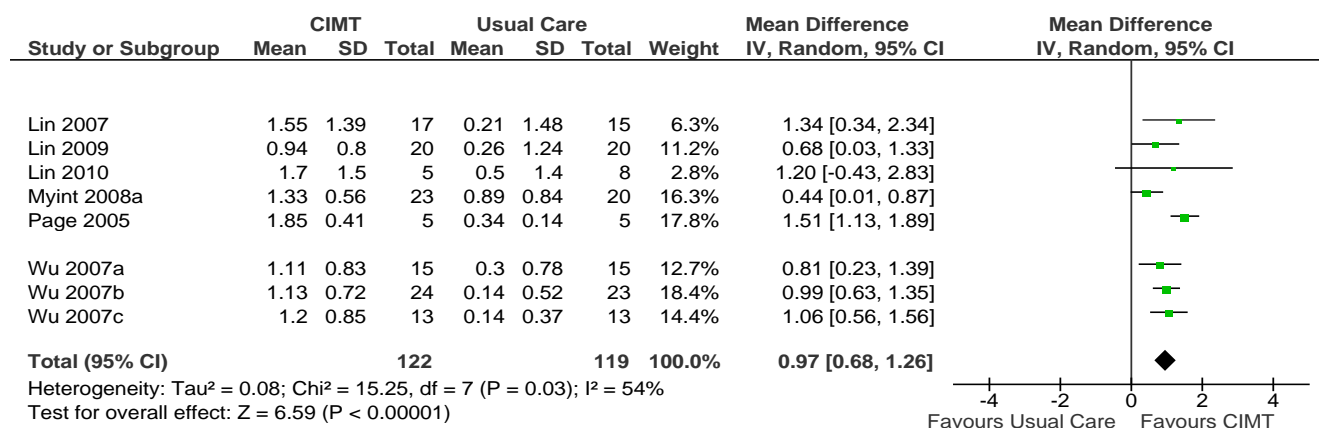 CIMT Usual Care Mean Difference Mean Difference
Study or Subgroup Mean SD Total Mean SD Total Weight IV, Random, 95% CI IV, Random, 95% CI
Lin 2007 1.55 1.39 17 0.21 1.48 15 6.3% 1.34 [0.34, 2.34]
Lin 2009 0.94 0.8 20 0.26 1.24 20 11.2% 0.68 [0.03, 1.33]
Lin 2010 1.7 1.5 5 0.5 1.4 8 2.8% 1.20 [-0.43, 2.83]
Myint 2008a 1.33 0.56 23 0.89 0.84 20 16.3% 0.44 [0.01, 0.87]
Page 2005 1.85 0.41 5 0.34 0.14 5 17.8% 1.51 [1.13, 1.89]
Wu 2007a 1.11 0.83 15 0.3 0.78 15 12.7% 0.81 [0.23, 1.39]
Wu 2007b 1.13 0.72 24 0.14 0.52 23 18.4% 0.99 [0.63, 1.35]
Wu 2007c 1.2 0.85 13 0.14 0.37 13 14.4% 1.06 [0.56, 1.56]
Total (95% CI) 122 119 100.0% 0.97 [0.68, 1.26]
Heterogeneity: Tau² = 0.08; Chi² = 15.25, df = 7 (P = 0.03); I² = 54%
Test for overall effect: Z = 6.59 (P < 0.00001)
-4 -2 0 2 4
Favours Usual Care Favours CIMT